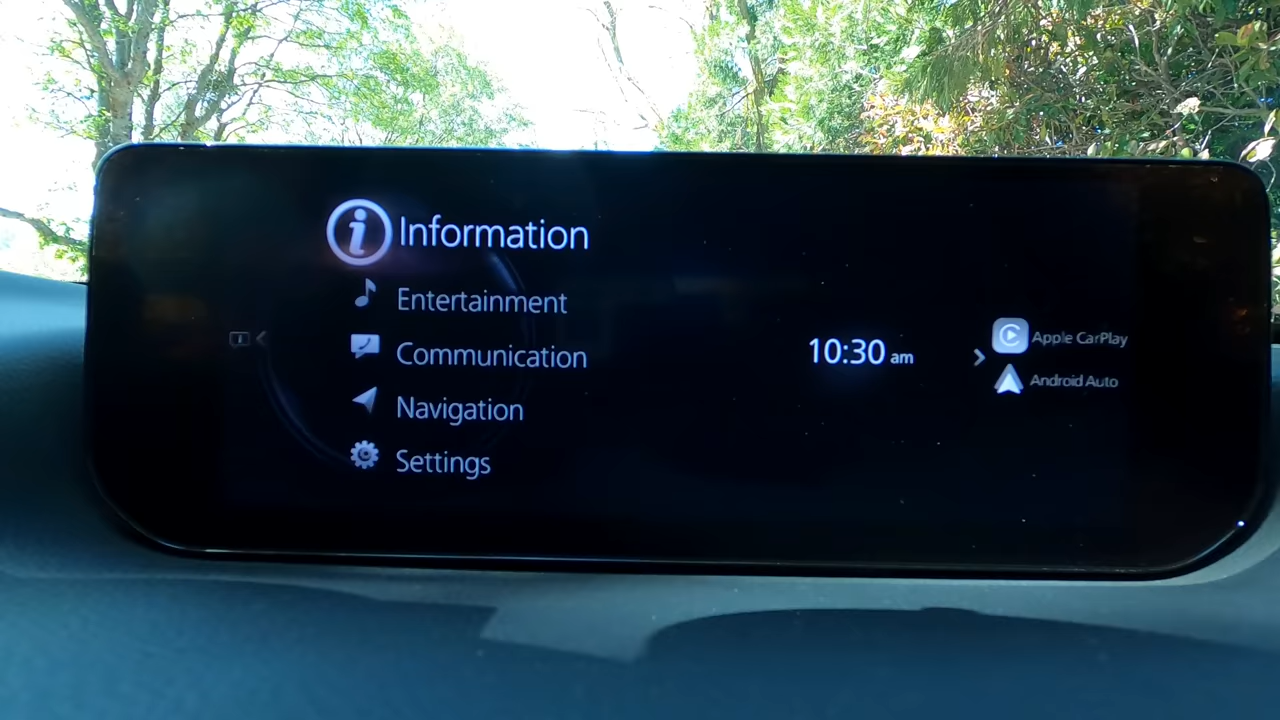 Information
Entertainment
Communication
Navigation
Settings
10:30 am
Apple CarPlay
Android Auto